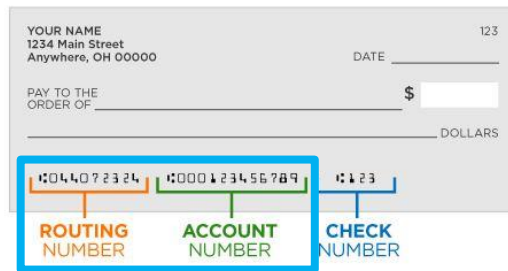 YOUR NAME 123
1234 Main Street
Anywhere, OH 00000 DATE
PAY TO THE
ORDER OF $
DOLLARS
⑆044072324 ⑆000123456789 ⑆123
ROUTING NUMBER
ACCOUNT NUMBER
CHECK NUMBER